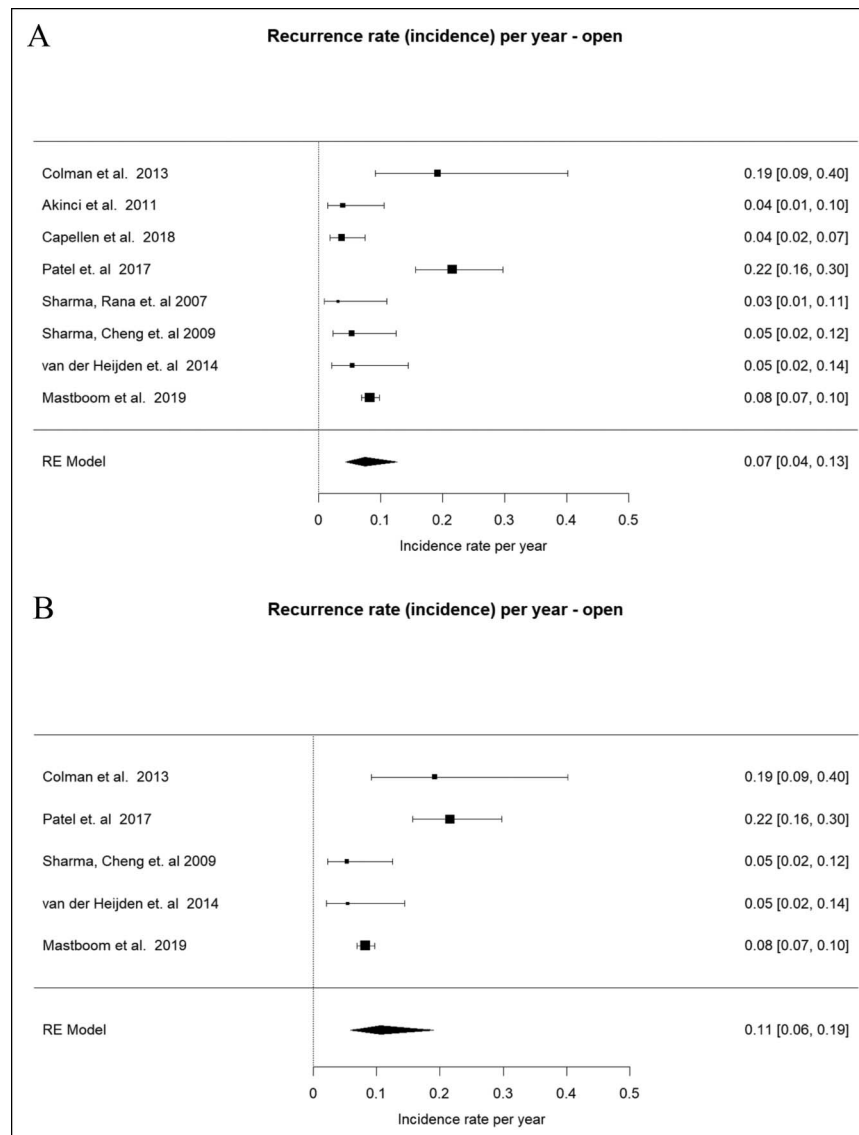 A
Recurrence rate (incidence) per year - open
Colman et al. 2013 0.19 [0.09, 0.40]
Akinci et al. 2011 0.04 [0.01, 0.10]
Capellen et al. 2018 0.04 [0.02, 0.07]
Patel et. al 2017 0.22 [0.16, 0.30]
Sharma, Rana et. al 2007 0.03 [0.01, 0.11]
Sharma, Cheng et. al 2009 0.05 [0.02, 0.12]
van der Heijden et. al 2014 0.05 [0.02, 0.14]
Mastboom et al. 2019 0.08 [0.07, 0.10]
RE Model 0.07 [0.04, 0.13]
0 0.1 0.2 0.3 0.4 0.5
Incidence rate per year
B
Recurrence rate (incidence) per year - open
Colman et al. 2013 0.19 [0.09, 0.40]
Patel et. al 2017 0.22 [0.16, 0.30]
Sharma, Cheng et. al 2009 0.05 [0.02, 0.12]
van der Heijden et. al 2014 0.05 [0.02, 0.14]
Mastboom et al. 2019 0.08 [0.07, 0.10]
RE Model 0.11 [0.06, 0.19]
0 0.1 0.2 0.3 0.4 0.5
Incidence rate per year